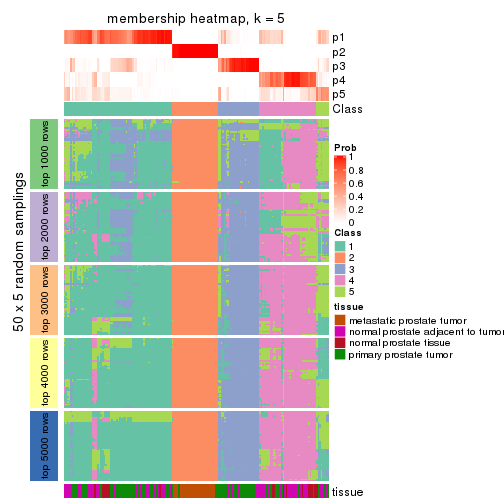 membership heatmap, k = 5
p1
p2
p3
p4
p5
Class
50 x 5 random samplings
top 1000 rows
top 2000 rows
top 3000 rows
top 4000 rows
top 5000 rows
Prob
1
0.8
0.6
0.4
0.2
0
Class
1
2
3
4
5
tissue
metastatic prostate tumor
normal prostate adjacent to tumor
normal prostate tissue
primary prostate tumor
tissue